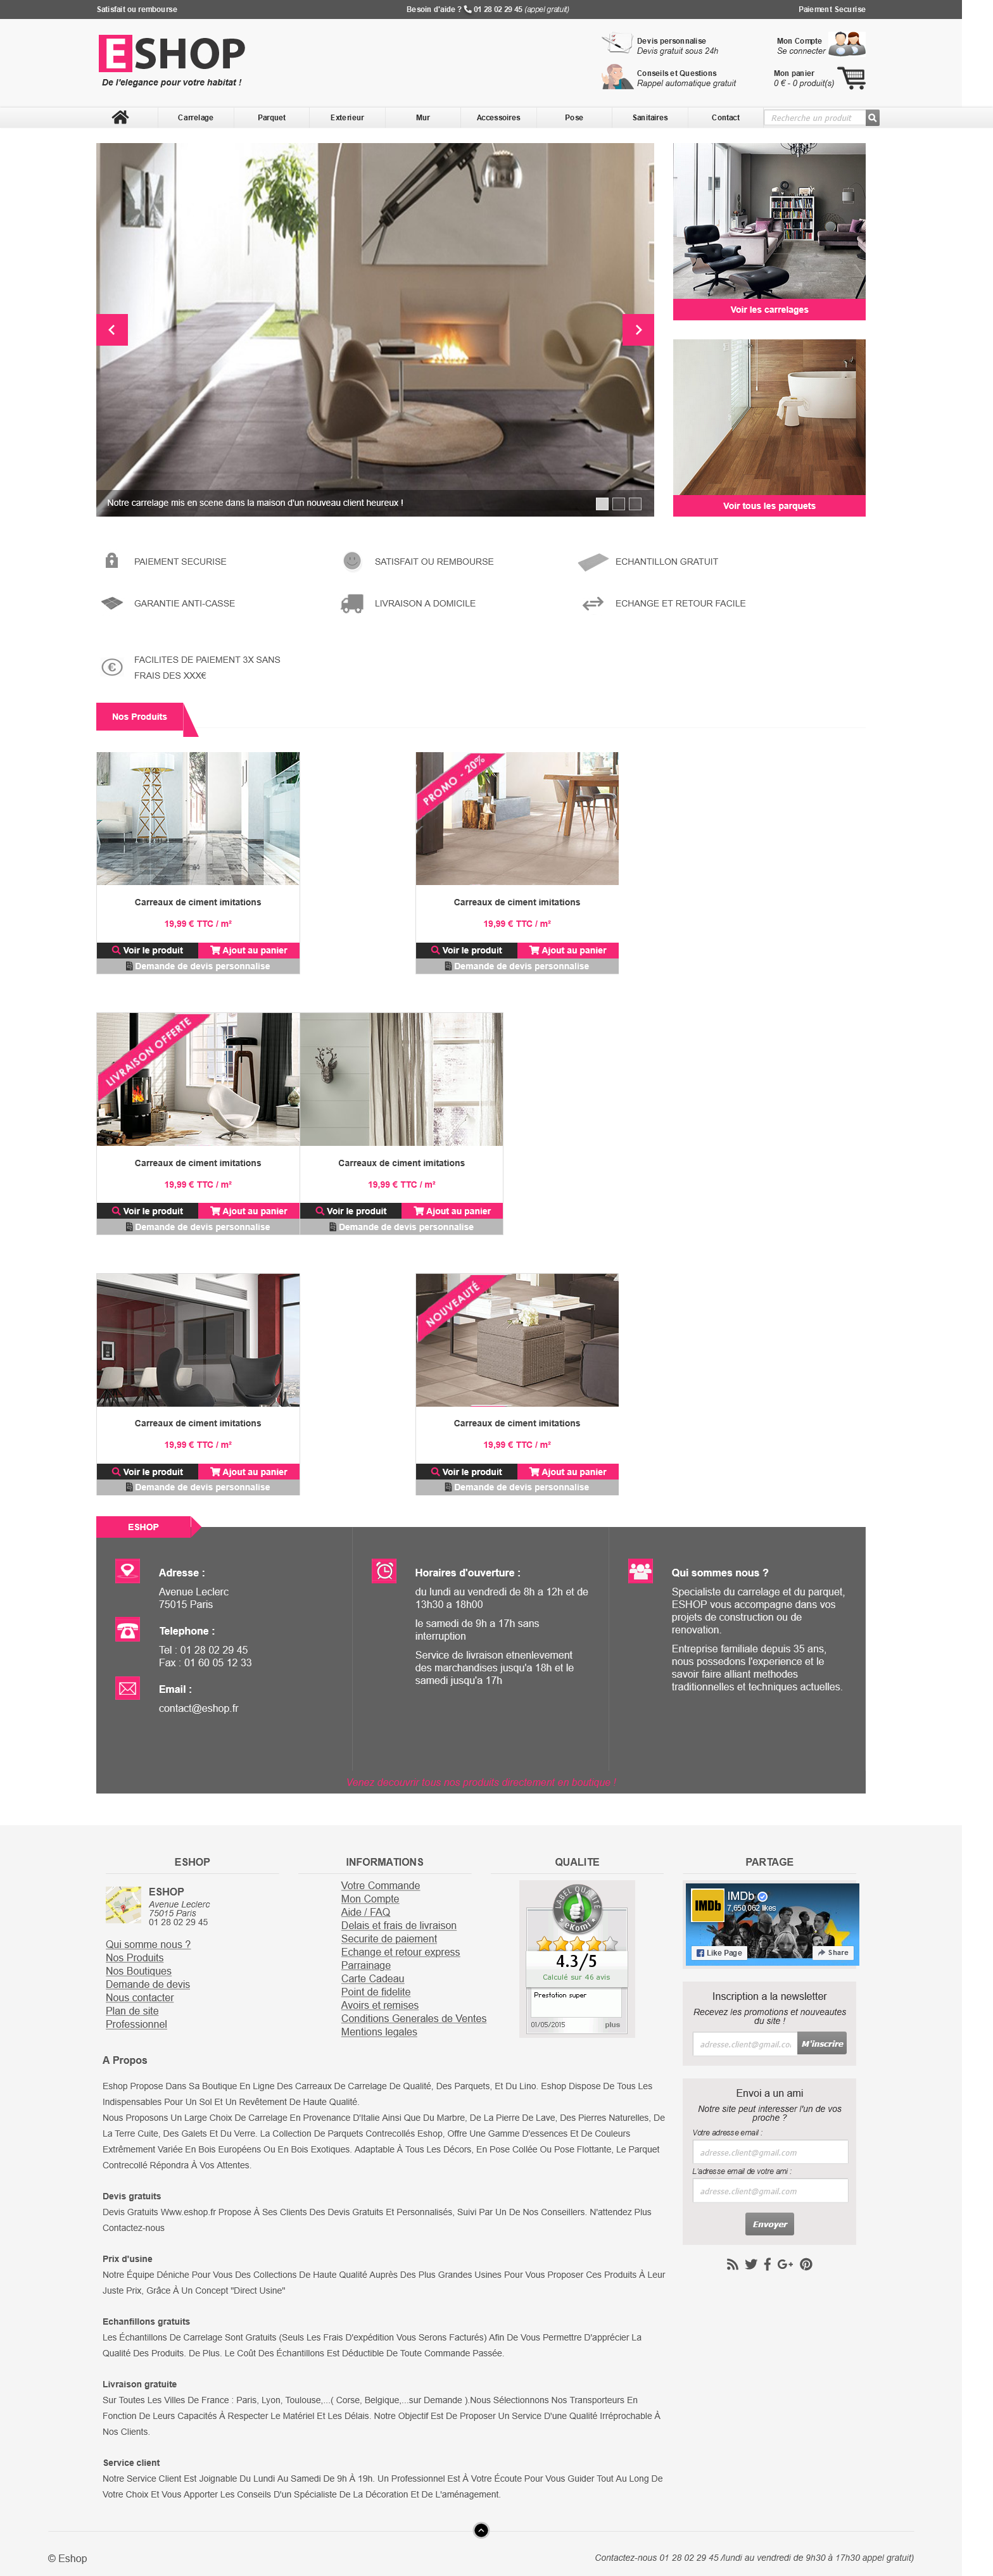 Satisfait ou rembourse
Besoin d'aide ? 01 28 02 29 45 (appel gratuit)
Paiement Securise
ESHOP
De l'elegance pour votre habitat !
Devis personnalise
Devis gratuit sous 24h
Mon Compte
Se connecter
Conseils et Questions
Rappel automatique gratuit
Mon panier
0 € - 0 produit(s)
Carrelage
Parquet
Exterieur
Mur
Accessoires
Pose
Sanitaires
Contact
Recherche un produit
Voir les carrelages
Notre carrelage mis en scene dans la maison d'un nouveau client heureux !
Voir tous les parquets
PAIEMENT SECURISE
SATISFAIT OU REMBOURSE
ECHANTILLON GRATUIT
GARANTIE ANTI-CASSE
LIVRAISON A DOMICILE
ECHANGE ET RETOUR FACILE
FACILITES DE PAIEMENT 3X SANS
FRAIS DES XXX€
Nos Produits
PROMO - 20%
Carreaux de ciment imitations
19,99 € TTC / m²
Voir le produit
Ajout au panier
Demande de devis personnalise
Carreaux de ciment imitations
19,99 € TTC / m²
Voir le produit
Ajout au panier
Demande de devis personnalise
LIVRAISON OFFERTE
Carreaux de ciment imitations
19,99 € TTC / m²
Voir le produit
Ajout au panier
Demande de devis personnalise
Carreaux de ciment imitations
19,99 € TTC / m²
Voir le produit
Ajout au panier
Demande de devis personnalise
NOUVEAUTÉ
Carreaux de ciment imitations
19,99 € TTC / m²
Voir le produit
Ajout au panier
Demande de devis personnalise
Carreaux de ciment imitations
19,99 € TTC / m²
Voir le produit
Ajout au panier
Demande de devis personnalise
ESHOP
Adresse :
Avenue Leclerc
75015 Paris
Telephone :
Tel : 01 28 02 29 45
Fax : 01 60 05 12 33
Email :
contact@eshop.fr
Horaires d'ouverture :
du lundi au vendredi de 8h a 12h et de
13h30 a 18h00
le samedi de 9h a 17h sans
interruption
Service de livraison etnenlevement
des marchandises jusqu'a 18h et le
samedi jusqu'a 17h
Qui sommes nous ?
Specialiste du carrelage et du parquet,
ESHOP vous accompagne dans vos
projets de construction ou de
renovation.
Entreprise familiale depuis 35 ans,
nous possedons l'experience et le
savoir faire alliant methodes
traditionnelles et techniques actuelles.
ESHOP
ESHOP
Avenue Leclerc
75015 Paris
01 28 02 29 45
Qui somme nous ?
Nos Produits
Nos Boutiques
Demande de devis
Nous contacter
Plan de site
Professionnel
INFORMATIONS
Votre Commande
Mon Compte
Aide / FAQ
Delais et frais de livraison
Securite de paiement
Echange et retour express
Parrainage
Carte Cadeau
Point de fidelite
Avoirs et remises
Conditions Generales de Ventes
Mentions legales
QUALITE
LABEL QUALITE
eKomi
4.3/5
Calculé sur 46 avis
Prestation super
01/05/2015
plus
PARTAGE
IMDb
IMDb
7,650,062 likes
Like Page
Share
Inscription a la newsletter
Recevez les promotions et nouveautes
du site !
adresse.client@gmail.co
M'inscrire
Envoi a un ami
Notre site peut interesser l'un de vos
proche ?
Votre adresse email :
adresse.client@gmail.com
L'adresse email de votre ami :
adresse.client@gmail.com
Envoyer
A Propos
Eshop Propose Dans Sa Boutique En Ligne Des Carreaux De Carrelage De Qualité, Des Parquets, Et Du Lino. Eshop Dispose De Tous Les
Indispensables Pour Un Sol Et Un Revêtement De Haute Qualité.
Nous Proposons Un Large Choix De Carrelage En Provenance D'Italie Ainsi Que Du Marbre, De La Pierre De Lave, Des Pierres Naturelles, De
La Terre Cuite, Des Galets Et Du Verre. La Collection De Parquets Contrecollés Eshop, Offre Une Gamme D'essences Et De Couleurs
Extrêmement Variée En Bois Européens Ou En Bois Exotiques. Adaptable À Tous Les Décors, En Pose Collée Ou Pose Flottante, Le Parquet
Contrecollé Répondra À Vos Attentes.
Devis gratuits
Devis Gratuits Www.eshop.fr Propose À Ses Clients Des Devis Gratuits Et Personnalisés, Suivi Par Un De Nos Conseillers. N'attendez Plus
Contactez-nous
Prix d'usine
Notre Équipe Déniche Pour Vous Des Collections De Haute Qualité Auprès Des Plus Grandes Usines Pour Vous Proposer Ces Produits À Leur
Juste Prix, Grâce À Un Concept "Direct Usine"
Echanfillons gratuits
Les Échantillons De Carrelage Sont Gratuits (Seuls Les Frais D'expédition Vous Serons Facturés) Afin De Vous Permettre D'apprécier La
Qualité Des Produits. De Plus. Le Coût Des Échantillons Est Déductible De Toute Commande Passée.
Livraison gratuite
Sur Toutes Les Villes De France : Paris, Lyon, Toulouse,...( Corse, Belgique,...sur Demande ).Nous Sélectionnons Nos Transporteurs En
Fonction De Leurs Capacités À Respecter Le Matériel Et Les Délais. Notre Objectif Est De Proposer Un Service D'une Qualité Irréprochable À
Nos Clients.
Service client
Notre Service Client Est Joignable Du Lundi Au Samedi De 9h À 19h. Un Professionnel Est À Votre Écoute Pour Vous Guider Tout Au Long De
Votre Choix Et Vous Apporter Les Conseils D'un Spécialiste De La Décoration Et De L'aménagement.
© Eshop
Contactez-nous 01 28 02 29 45 /lundi au vendredi de 9h30 à 17h30 appel gratuit)